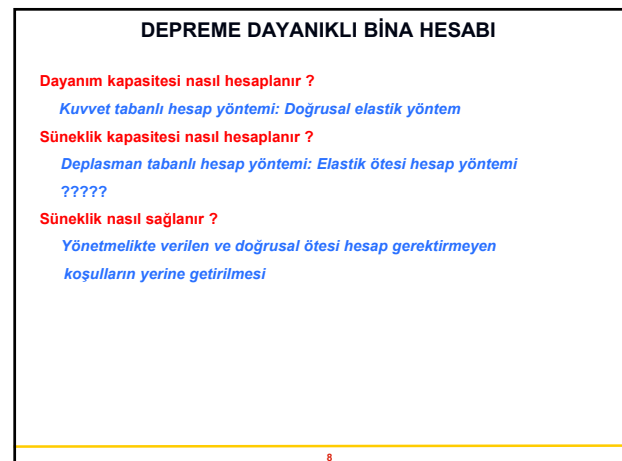 DEPREME DAYANIKLI BİNA HESABI
Dayanım kapasitesi nasıl hesaplanır ?
Kuvvet tabanlı hesap yöntemi: Doğrusal elastik yöntem
Süneklik kapasitesi nasıl hesaplanır ?
Deplasman tabanlı hesap yöntemi: Elastik ötesi hesap yöntemi
?????
Süneklik nasıl sağlanır ?
Yönetmelikte verilen ve doğrusal ötesi hesap gerektirmeyen
koşulların yerine getirilmesi
8